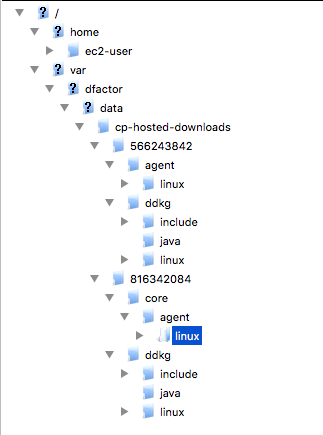 /
home
ec2-user
var
dfactor
data
cp-hosted-downloads
566243842
agent
linux
ddkg
include
java
linux
816342084
core
agent
linux
ddkg
include
java
linux